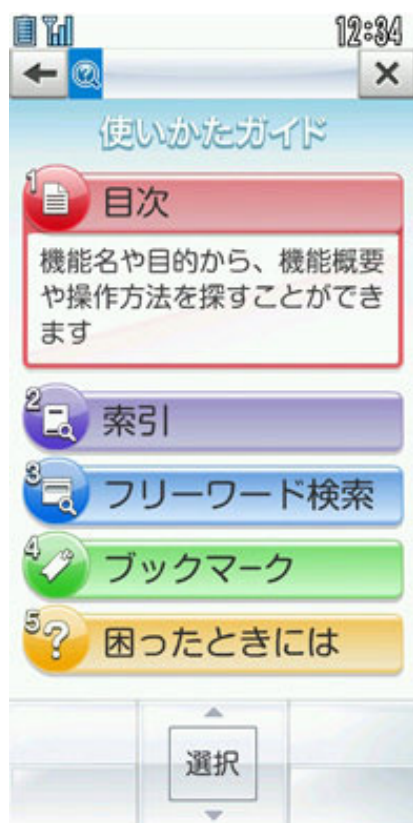 12:34
使いかたガイド
1
目次
機能名や目的から、機能概要
や操作方法を探すことができ
ます
2
索引
3
フリーワード検索
4
ブックマーク
5
困ったときには
選択